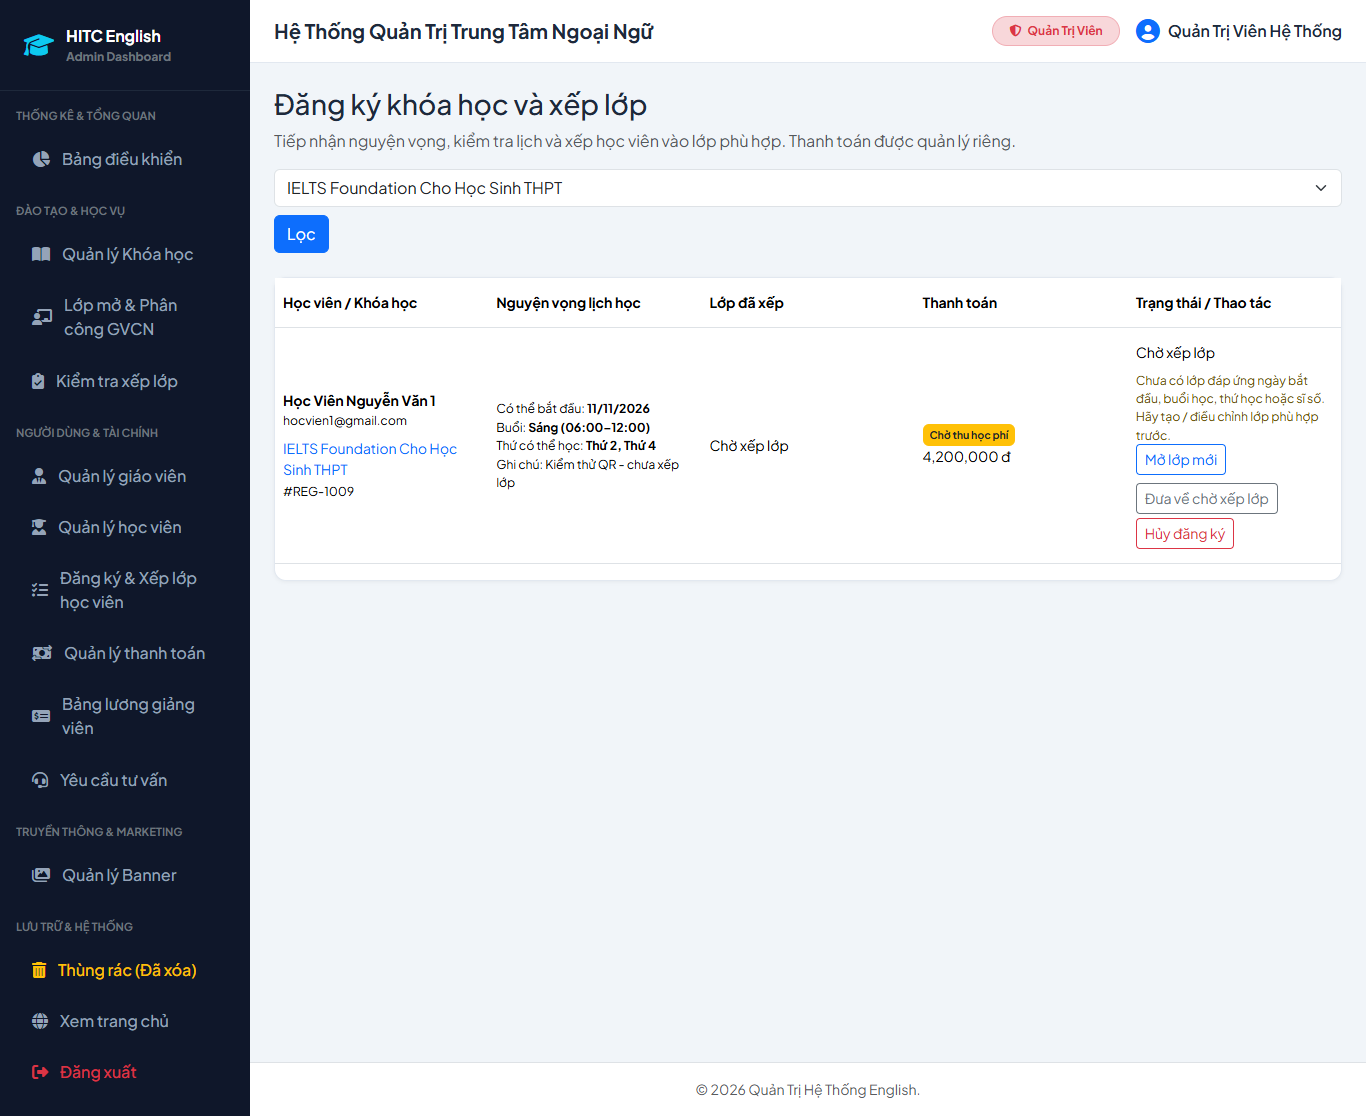 HITC English
Admin Dashboard
THỐNG KÊ & TỔNG QUAN
Bảng điều khiển
ĐÀO TẠO & HỌC VỤ
Quản lý Khóa học
Lớp mở & Phân
công GVCN
Kiểm tra xếp lớp
NGƯỜI DÙNG & TÀI CHÍNH
Quản lý giáo viên
Quản lý học viên
Đăng ký & Xếp lớp
học viên
Quản lý thanh toán
Bảng lương giảng
viên
Yêu cầu tư vấn
TRUYỀN THÔNG & MARKETING
Quản lý Banner
LƯU TRỮ & HỆ THỐNG
Thùng rác (Đã xóa)
Xem trang chủ
Đăng xuất
Hệ Thống Quản Trị Trung Tâm Ngoại Ngữ
Quản Trị Viên
Quản Trị Viên Hệ Thống
Đăng ký khóa học và xếp lớp
Tiếp nhận nguyện vọng, kiểm tra lịch và xếp học viên vào lớp phù hợp. Thanh toán được quản lý riêng.
IELTS Foundation Cho Học Sinh THPT
Lọc
Học viên / Khóa học
Nguyện vọng lịch học
Lớp đã xếp
Thanh toán
Trạng thái / Thao tác
Học Viên Nguyễn Văn 1
hocvien1@gmail.com
IELTS Foundation Cho Học
Sinh THPT
#REG-1009
Có thể bắt đầu: 11/11/2026
Buổi: Sáng (06:00–12:00)
Thứ có thể học: Thứ 2, Thứ 4
Ghi chú: Kiểm thử QR - chưa xếp
lớp
Chờ xếp lớp
Chờ thu học phí
4,200,000 đ
Chờ xếp lớp
Chưa có lớp đáp ứng ngày bắt
đầu, buổi học, thứ học hoặc sĩ số.
Hãy tạo / điều chỉnh lớp phù hợp
trước.
Mở lớp mới
Đưa về chờ xếp lớp
Hủy đăng ký
© 2026 Quản Trị Hệ Thống English.